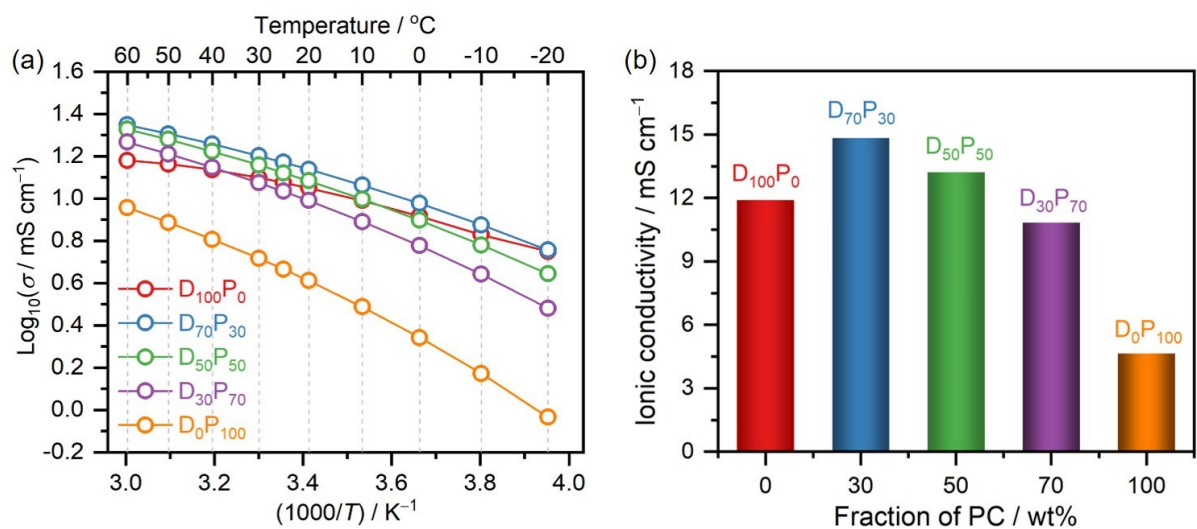 (a)
Temperature / °C
60 50 40 30 20 10 0 -10 -20
Log₁₀(σ / mS cm⁻¹)
1.6
1.4
1.2
1.0
0.8
0.6
0.4
0.2
0.0
-0.2
D₁₀₀P₀
D₇₀P₃₀
D₅₀P₅₀
D₃₀P₇₀
D₀P₁₀₀
3.0 3.2 3.4 3.6 3.8 4.0
(1000/T) / K⁻¹
(b)
Ionic conductivity / mS cm⁻¹
18
15
12
9
6
3
0
D₁₀₀P₀
D₇₀P₃₀
D₅₀P₅₀
D₃₀P₇₀
D₀P₁₀₀
0 30 50 70 100
Fraction of PC / wt%